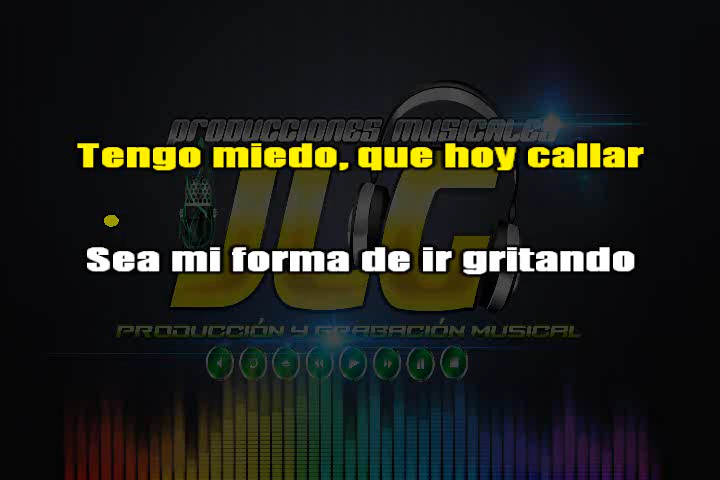 PRODUCCIONES MUSICALES
Tengo miedo, que hoy callar
JLG
Sea mi forma de ir gritando
PRODUCCIÓN Y GRABACIÓN MUSICAL